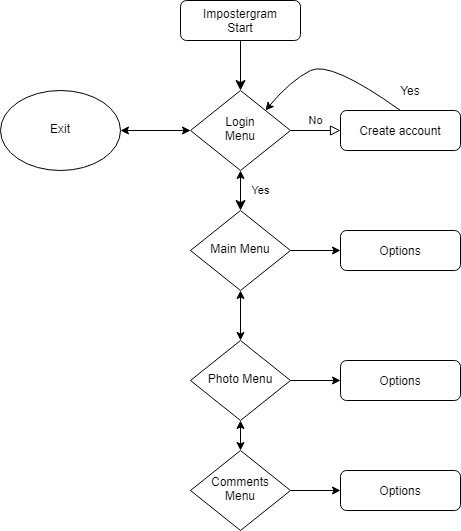 Impostergram
Start
Yes
Exit
Login
Menu
No
Create account
Yes
Main Menu
Options
Photo Menu
Options
Comments
Menu
Options